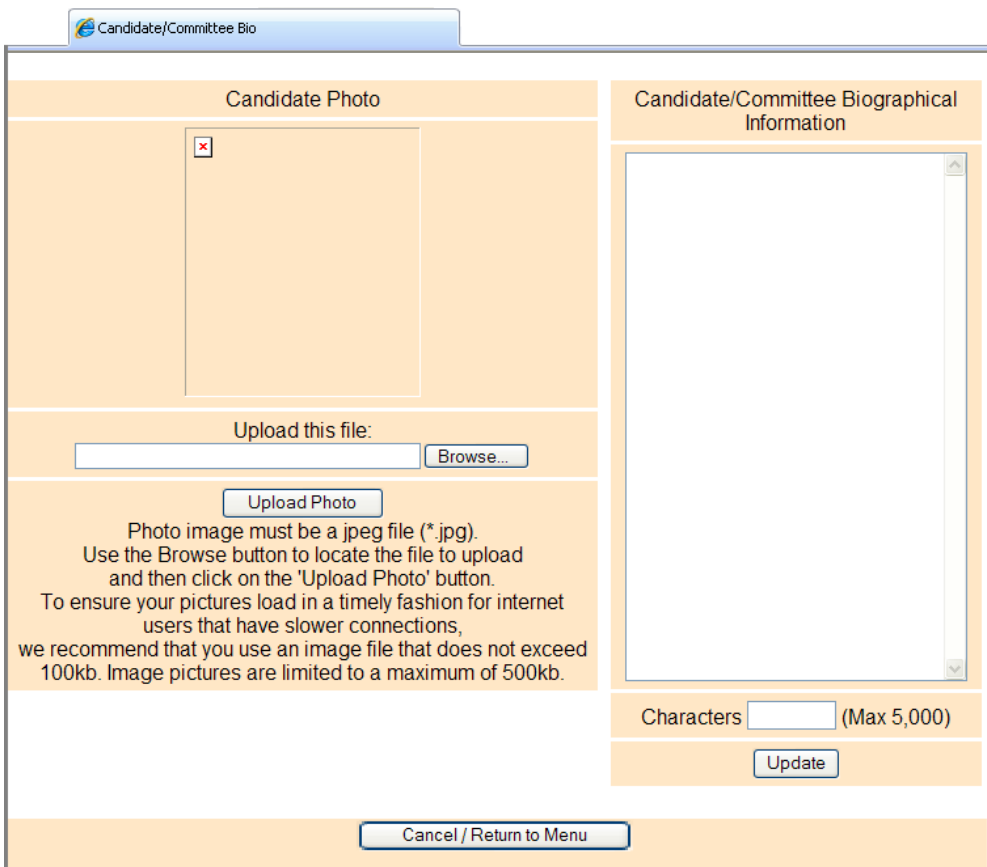 Candidate/Committee Bio
Candidate Photo
Upload this file:
Browse...
Upload Photo
Photo image must be a jpeg file (*.jpg).
Use the Browse button to locate the file to upload
and then click on the 'Upload Photo' button.
To ensure your pictures load in a timely fashion for internet
users that have slower connections,
we recommend that you use an image file that does not exceed
100kb. Image pictures are limited to a maximum of 500kb.
Candidate/Committee Biographical
Information
Characters (Max 5,000)
Update
Cancel / Return to Menu